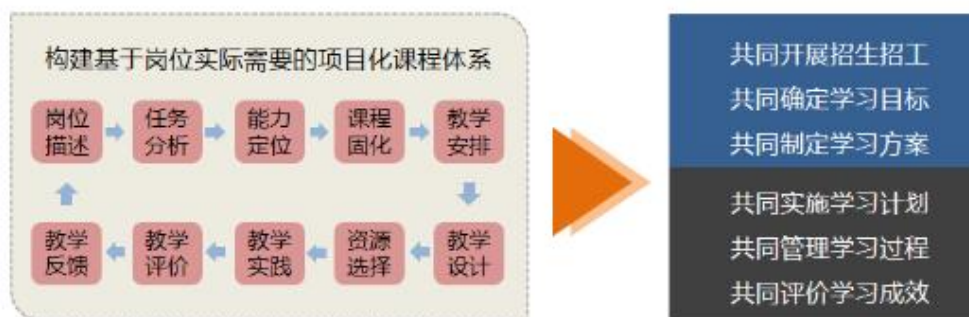 构建基于岗位实际需要的项目化课程体系
岗位
描述
任务
分析
能力
定位
课程
固化
教学
安排
教学
反馈
教学
评价
教学
实践
资源
选择
教学
设计
共同开展招生招工
共同确定学习目标
共同制定学习方案
共同实施学习计划
共同管理学习过程
共同评价学习成效